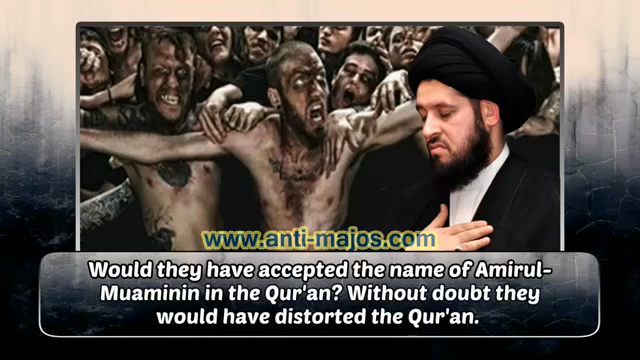 www.anti-majos.com
Would they have accepted the name of Amirul-
Muaminin in the Qur'an? Without doubt they
would have distorted the Qur'an.